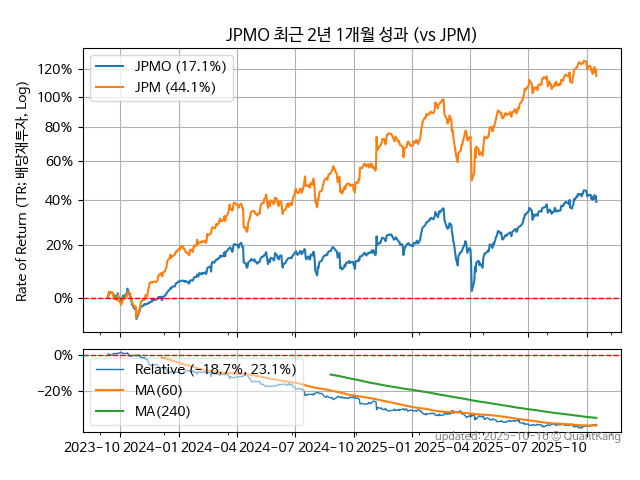 JPMO 최근 2년 1개월 성과 (vs JPM)
Rate of Return (TR: 배당재투자, Log)
JPMO (17.1%)
JPM (44.1%)
120%
100%
80%
60%
40%
20%
0%
0%
−20%
Relative (−18.7%, 23.1%)
MA(60)
MA(240)
2023-10 2024-01 2024-04 2024-07 2024-10 2025-01 2025-04 2025-07 2025-10
updated: 2025-10-16 © QuantKang